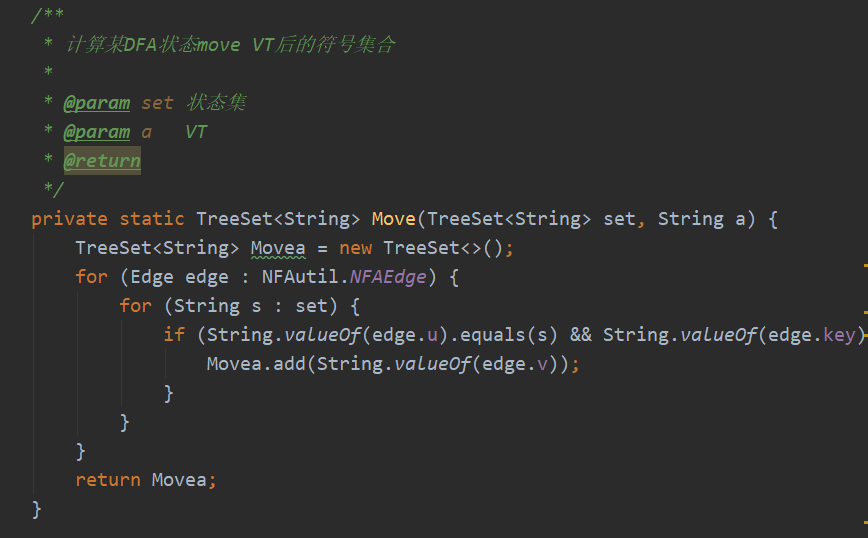 /**
 * 计算某DFA状态move VT后的符号集合
 *
 * @param set 状态集
 * @param a   VT
 * @return
 */
private static TreeSet<String> Move(TreeSet<String> set, String a) {
    TreeSet<String> Movea = new TreeSet<>();
    for (Edge edge : NFAutil.NFAEdge) {
        for (String s : set) {
            if (String.valueOf(edge.u).equals(s) && String.valueOf(edge.key)
                Movea.add(String.valueOf(edge.v));
            }
        }
    }
    return Movea;
}